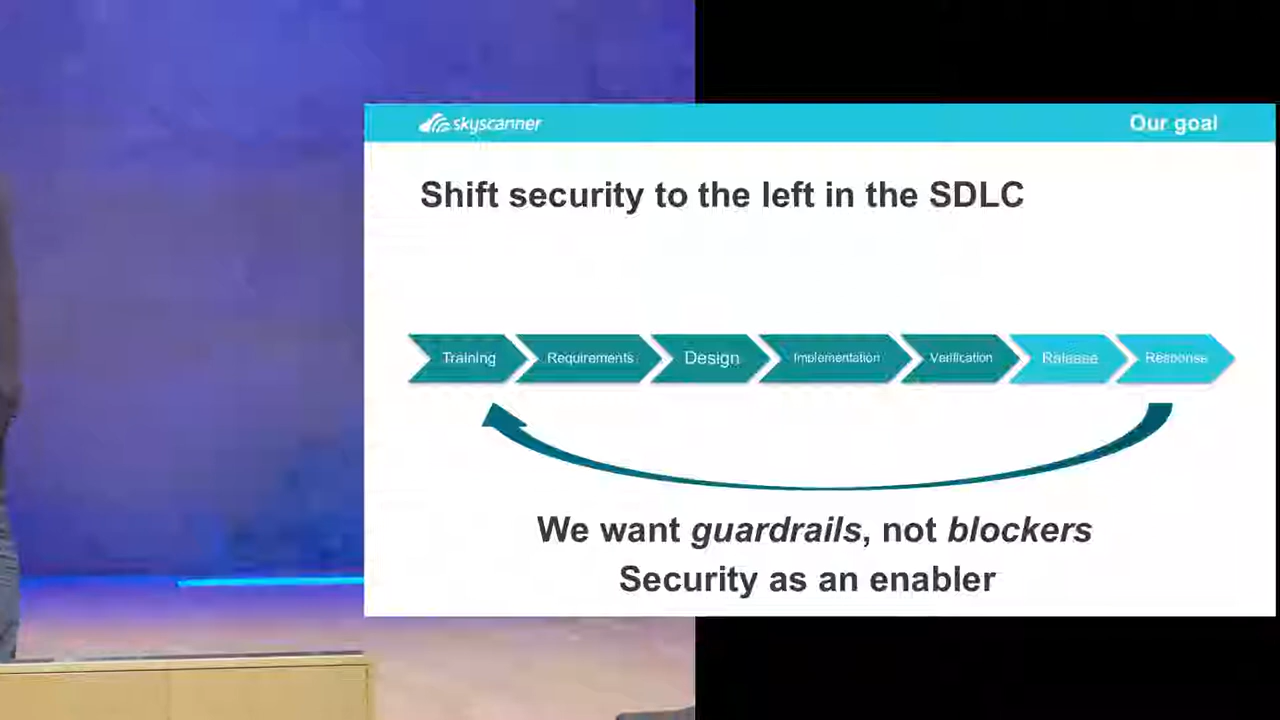 skyscanner
Our goal
Shift security to the left in the SDLC
Training
Requirements
Design
Implementation
Verification
Release
Response
We want guardrails, not blockers
Security as an enabler